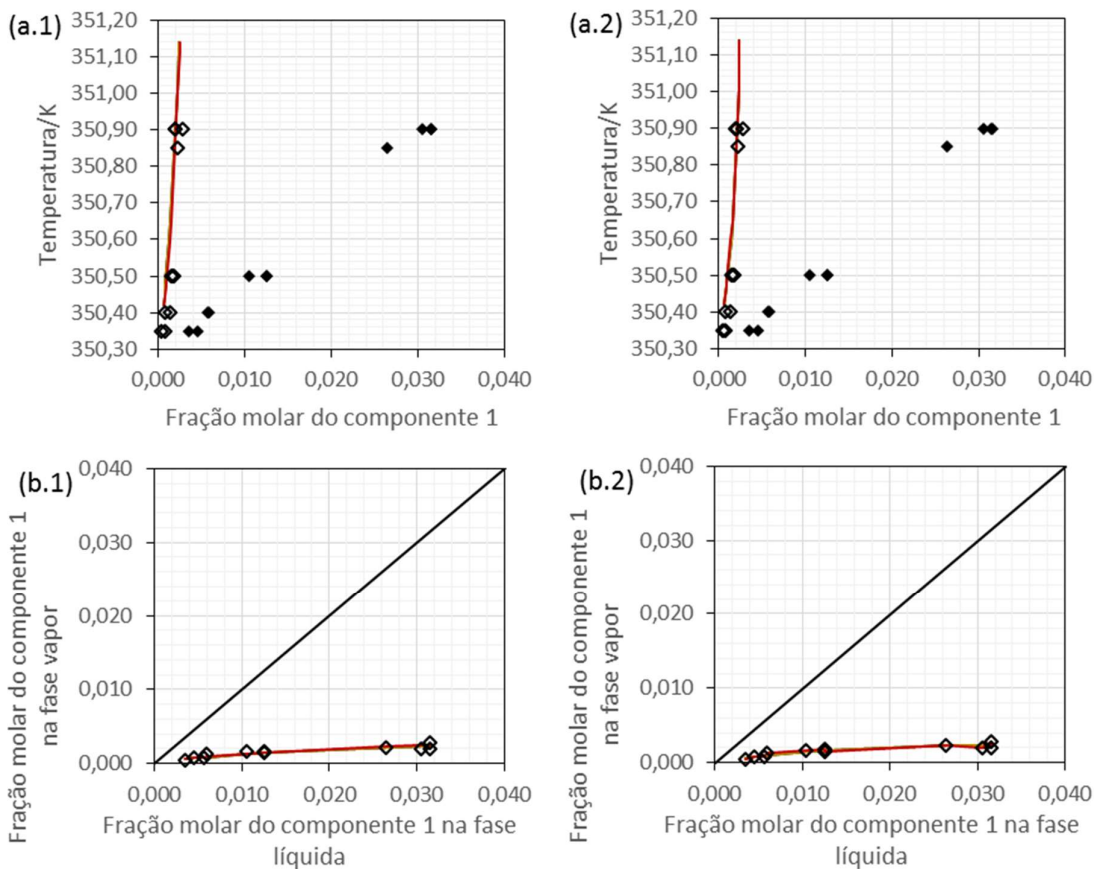 (a.1)
Temperatura/K
351,20
351,10
351,00
350,90
350,80
350,70
350,60
350,50
350,40
350,30
0,000 0,010 0,020 0,030 0,040
Fração molar do componente 1
(a.2)
Temperatura/K
351,20
351,10
351,00
350,90
350,80
350,70
350,60
350,50
350,40
350,30
0,000 0,010 0,020 0,030 0,040
Fração molar do componente 1
(b.1)
Fração molar do componente 1
na fase vapor
0,040
0,030
0,020
0,010
0,000
0,000 0,010 0,020 0,030 0,040
Fração molar do componente 1 na fase
líquida
(b.2)
Fração molar do componente 1
na fase vapor
0,040
0,030
0,020
0,010
0,000
0,000 0,010 0,020 0,030 0,040
Fração molar do componente 1 na fase
líquida